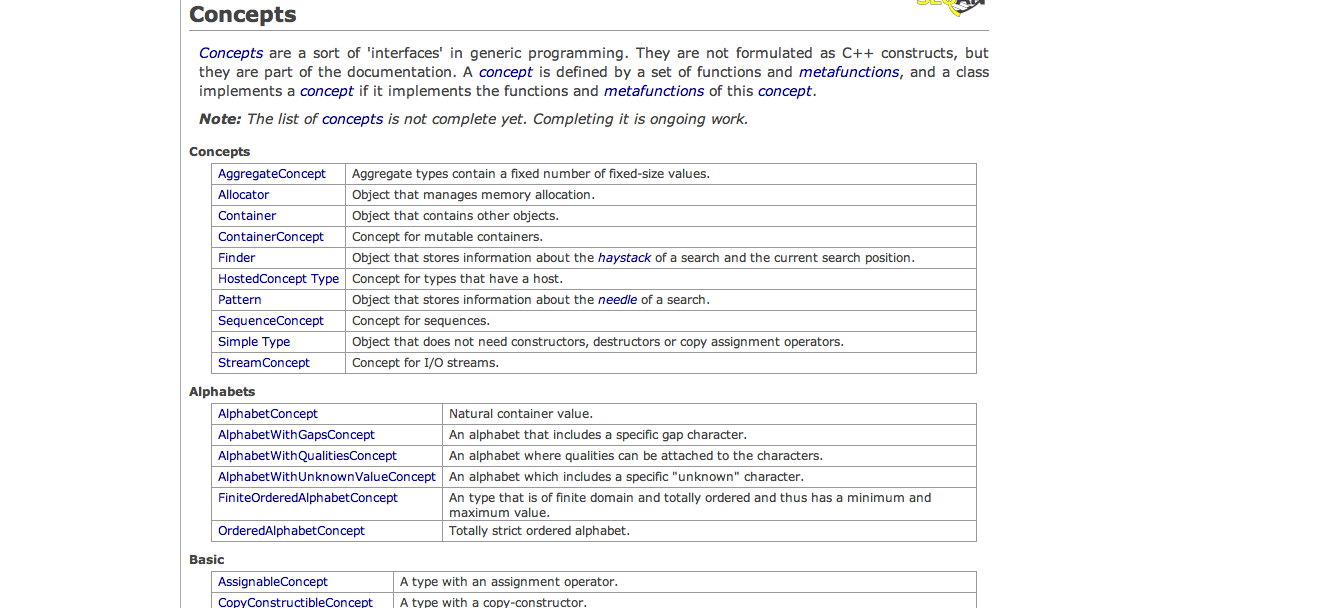 Concepts
Concepts are a sort of 'interfaces' in generic programming. They are not formulated as C++ constructs, but
they are part of the documentation. A concept is defined by a set of functions and metafunctions, and a class
implements a concept if it implements the functions and metafunctions of this concept.
Note: The list of concepts is not complete yet. Completing it is ongoing work.
Concepts
AggregateConcept Aggregate types contain a fixed number of fixed-size values.
Allocator Object that manages memory allocation.
Container Object that contains other objects.
ContainerConcept Concept for mutable containers.
Finder Object that stores information about the haystack of a search and the current search position.
HostedConcept Type Concept for types that have a host.
Pattern Object that stores information about the needle of a search.
SequenceConcept Concept for sequences.
Simple Type Object that does not need constructors, destructors or copy assignment operators.
StreamConcept Concept for I/O streams.
Alphabets
AlphabetConcept Natural container value.
AlphabetWithGapsConcept An alphabet that includes a specific gap character.
AlphabetWithQualitiesConcept An alphabet where qualities can be attached to the characters.
AlphabetWithUnknownValueConcept An alphabet which includes a specific "unknown" character.
FiniteOrderedAlphabetConcept An type that is of finite domain and totally ordered and thus has a minimum and
maximum value.
OrderedAlphabetConcept Totally strict ordered alphabet.
Basic
AssignableConcept A type with an assignment operator.
CopyConstructibleConcept A type with a copy-constructor.